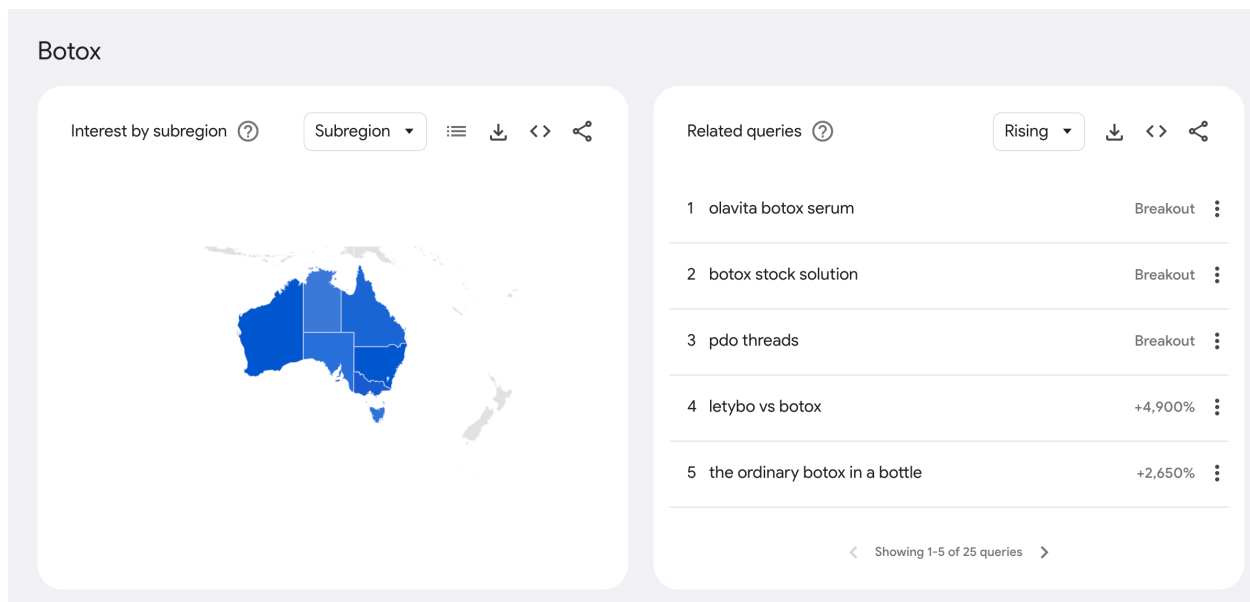 Botox
Interest by subregion
Subregion
Related queries
Rising
1 olavita botox serum Breakout
2 botox stock solution Breakout
3 pdo threads Breakout
4 letybo vs botox +4,900%
5 the ordinary botox in a bottle +2,650%
Showing 1-5 of 25 queries